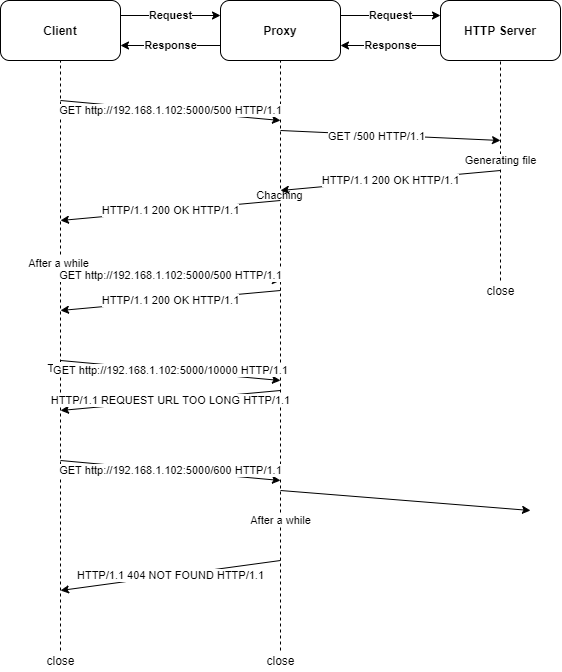 Request
Request
Client
Proxy
HTTP Server
Response
Response
GET http://192.168.1.102:5000/500 HTTP/1.1
GET /500 HTTP/1.1
Generating file
HTTP/1.1 200 OK HTTP/1.1
Chaching
HTTP/1.1 200 OK HTTP/1.1
After a while
GET http://192.168.1.102:5000/500 HTTP/1.1
close
HTTP/1.1 200 OK HTTP/1.1
GET http://192.168.1.102:5000/10000 HTTP/1.1
HTTP/1.1 REQUEST URL TOO LONG HTTP/1.1
GET http://192.168.1.102:5000/600 HTTP/1.1
After a while
HTTP/1.1 404 NOT FOUND HTTP/1.1
close
close